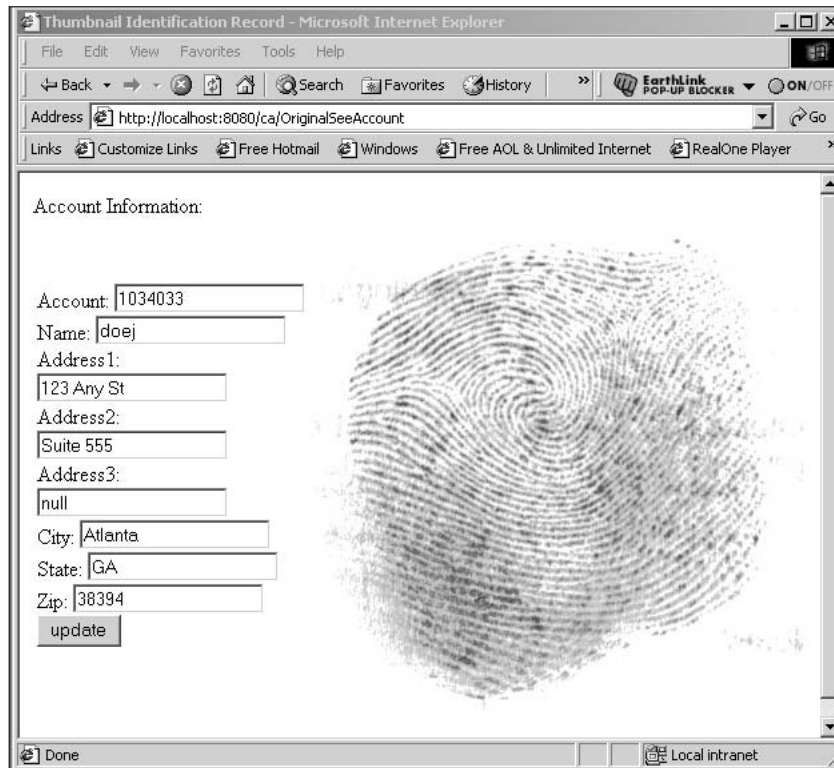 Thumbnail Identification Record - Microsoft Internet Explorer
File Edit View Favorites Tools Help
Back Search Favorites History » EarthLink POP-UP BLOCKER ON/OFF
Address http://localhost:8080/ca/OriginalSeeAccount Go
Links Customize Links Free Hotmail Windows Free AOL & Unlimited Internet RealOne Player »
Account Information:
Account: 1034033
Name: doej
Address1:
123 Any St
Address2:
Suite 555
Address3:
null
City: Atlanta
State: GA
Zip: 38394
update
Done Local intranet